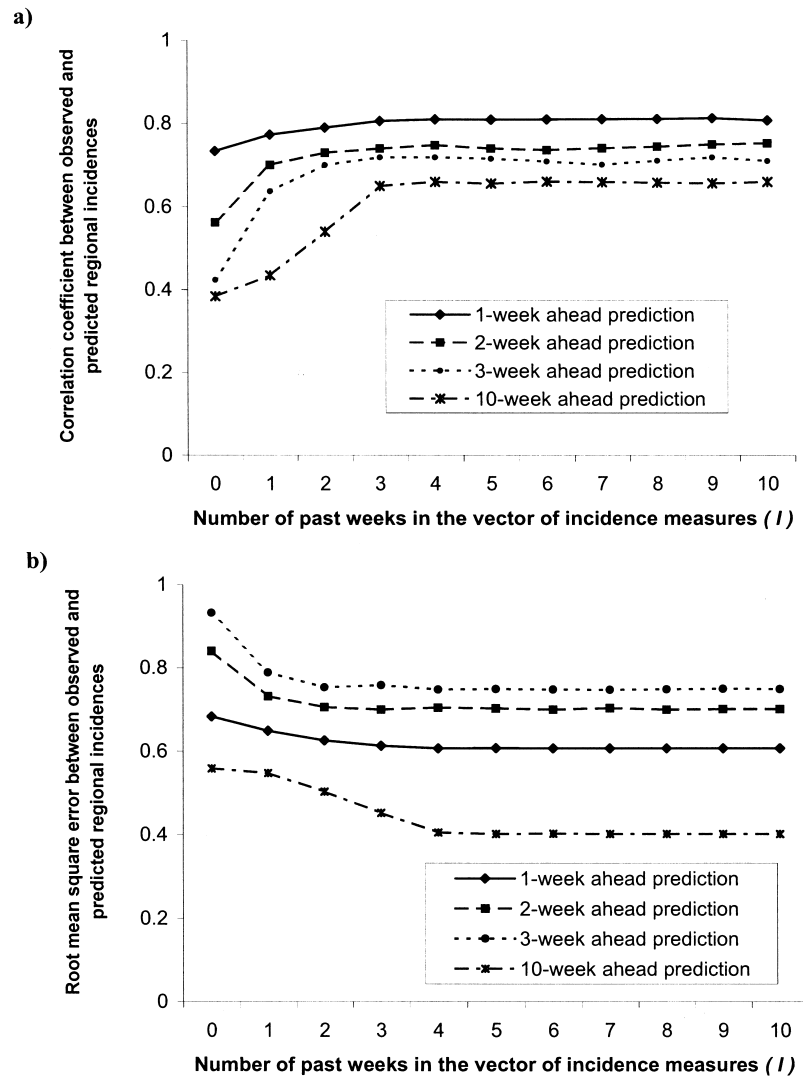 a)
1
0.8
0.6
0.4
0.2
0
Correlation coefficient between observed and
predicted regional incidences
1-week ahead prediction
2-week ahead prediction
3-week ahead prediction
10-week ahead prediction
0 1 2 3 4 5 6 7 8 9 10
Number of past weeks in the vector of incidence measures ( l )
b)
1
0.8
0.6
0.4
0.2
0
Root mean square error between observed and
predicted regional incidences
1-week ahead prediction
2-week ahead prediction
3-week ahead prediction
10-week ahead prediction
0 1 2 3 4 5 6 7 8 9 10
Number of past weeks in the vector of incidence measures ( l )